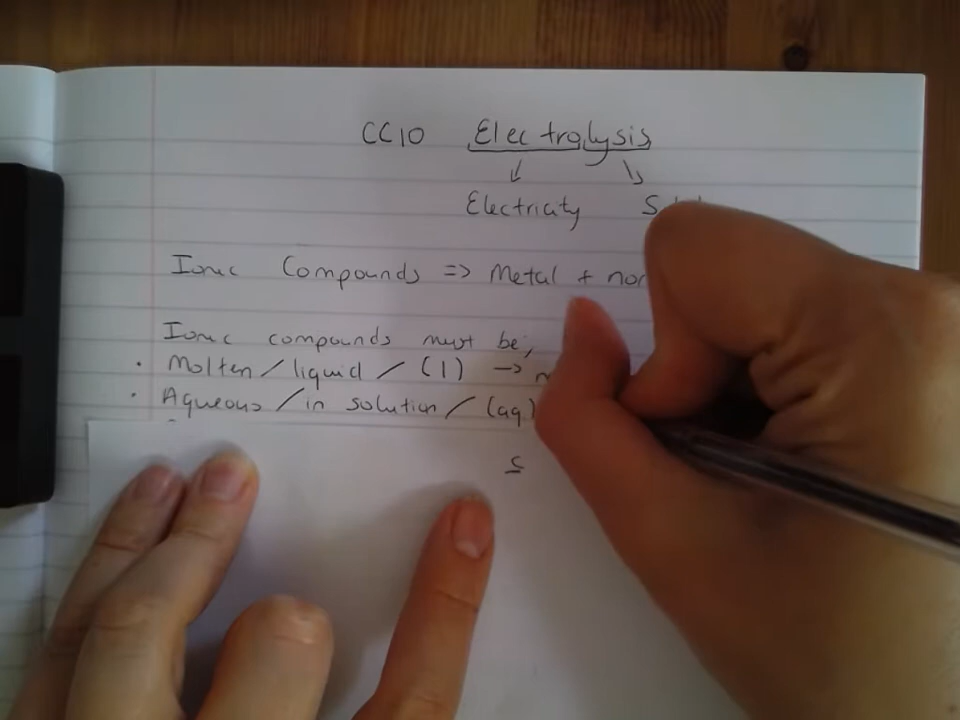 CC10 Electrolysis
Electricity
Ionic Compounds => Metal + non
Ionic compounds must be;
· Molten / liquid / (l) ->
· Aqueous / in solution / (aq)